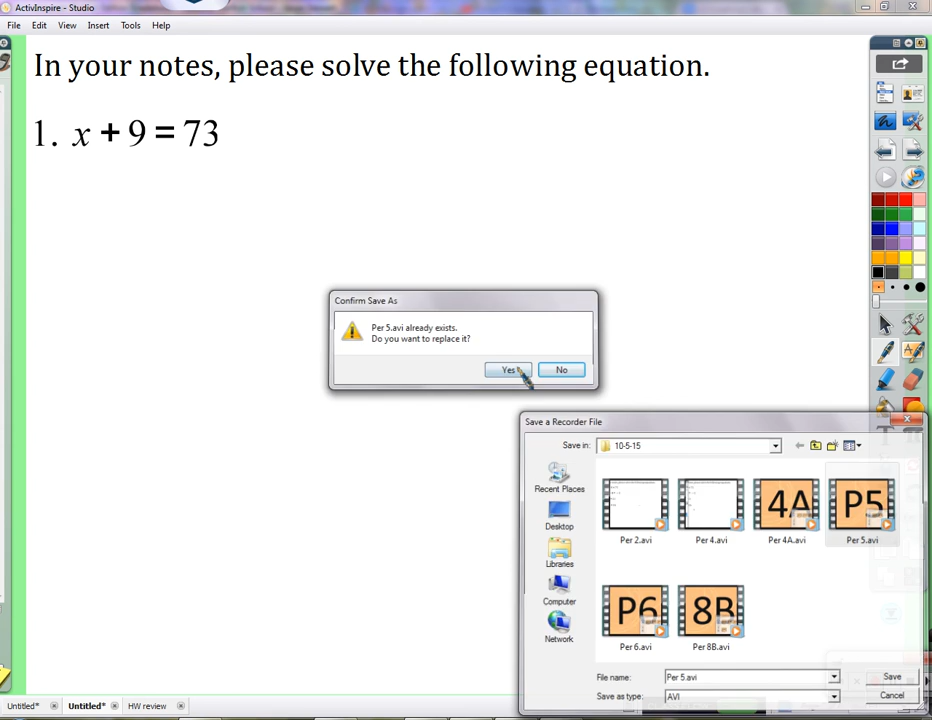 ActivInspire - Studio
File Edit View Insert Tools Help
In your notes, please solve the following equation.
1. x + 9 = 73
Confirm Save As
Per 5.avi already exists.
Do you want to replace it?
Yes No
Save a Recorder File
Save in: 10-5-15
Recent Places
Desktop
Libraries
Computer
Network
4A P5
Per 2.avi Per 4.avi Per 4A.avi Per 5.avi
P6 8B
Per 6.avi Per 8B.avi
File name: Per 5.avi Save
Save as type: AVI Cancel
Untitled* Untitled* HW review